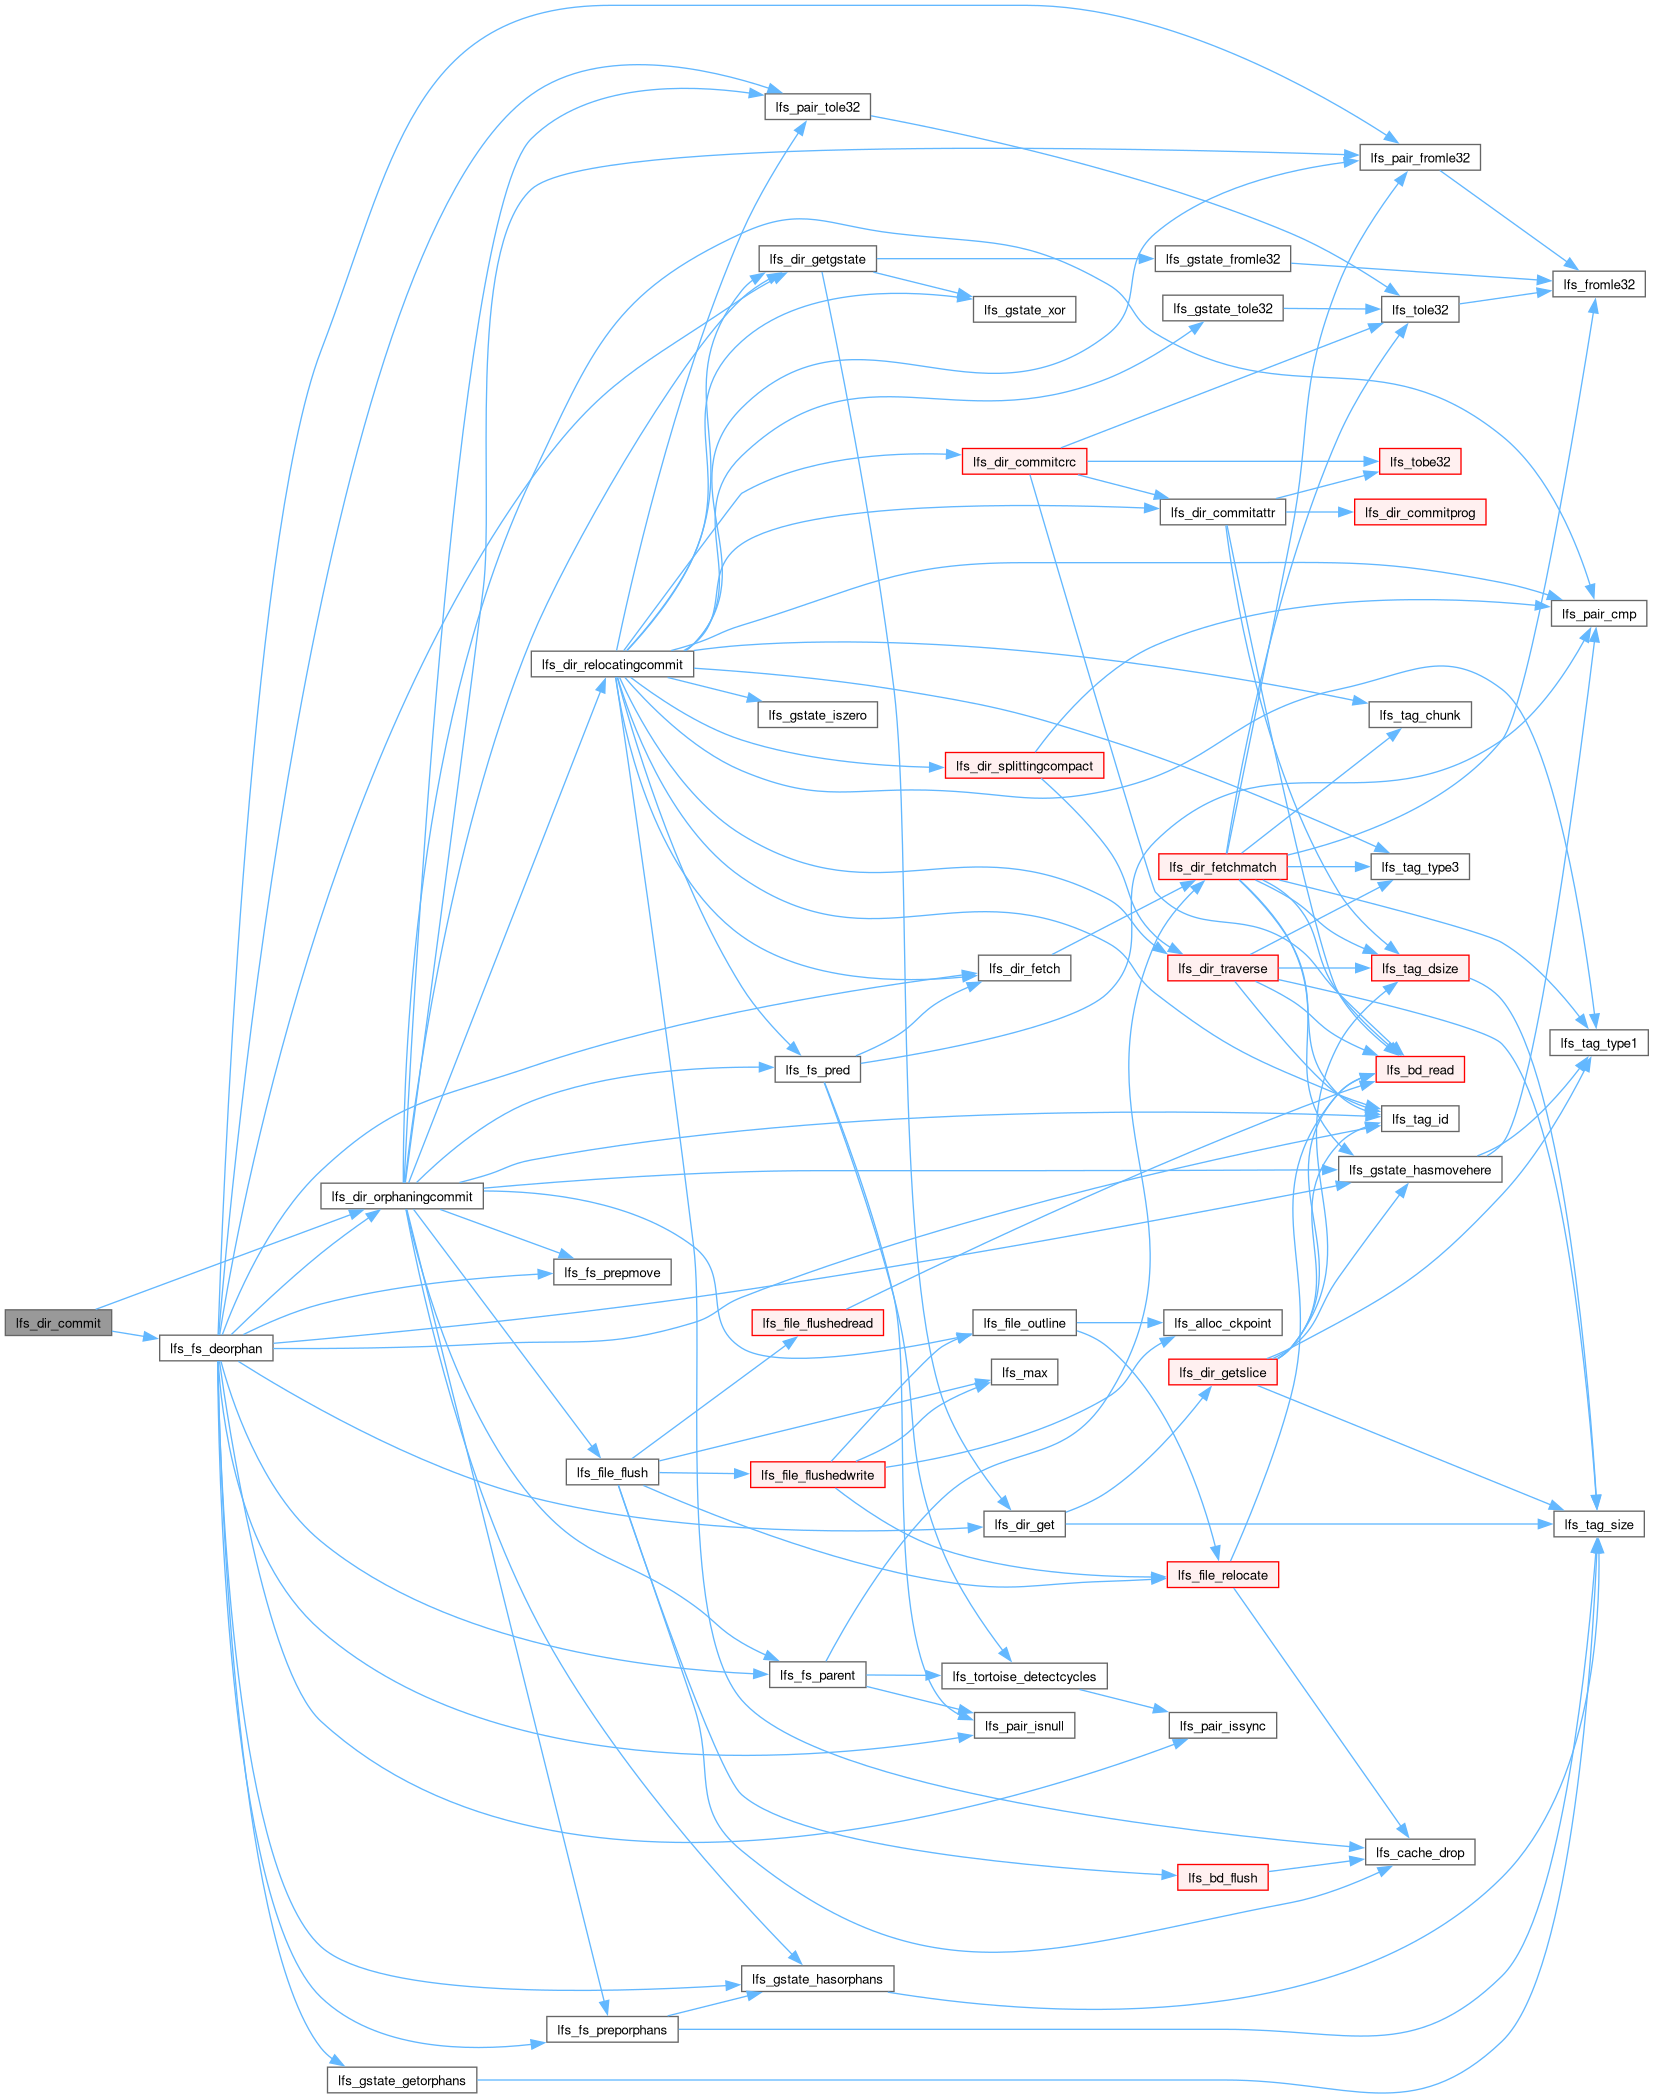 lfs_pair_tole32
lfs_pair_fromle32
lfs_dir_getgstate
lfs_gstate_fromle32
lfs_fromle32
lfs_gstate_xor
lfs_gstate_tole32
lfs_tole32
lfs_dir_commitcrc
lfs_tobe32
lfs_dir_commitattr
lfs_dir_commitprog
lfs_pair_cmp
lfs_dir_relocatingcommit
lfs_gstate_iszero
lfs_tag_chunk
lfs_dir_splittingcompact
lfs_dir_fetchmatch
lfs_tag_type3
lfs_dir_fetch
lfs_dir_traverse
lfs_tag_dsize
lfs_tag_type1
lfs_fs_pred
lfs_bd_read
lfs_tag_id
lfs_gstate_hasmovehere
lfs_dir_orphaningcommit
lfs_fs_prepmove
lfs_dir_commit
lfs_fs_deorphan
lfs_file_flushedread
lfs_file_outline
lfs_alloc_ckpoint
lfs_max
lfs_dir_getslice
lfs_file_flush
lfs_file_flushedwrite
lfs_dir_get
lfs_tag_size
lfs_file_relocate
lfs_fs_parent
lfs_tortoise_detectcycles
lfs_pair_isnull
lfs_pair_issync
lfs_cache_drop
lfs_bd_flush
lfs_gstate_hasorphans
lfs_fs_preporphans
lfs_gstate_getorphans